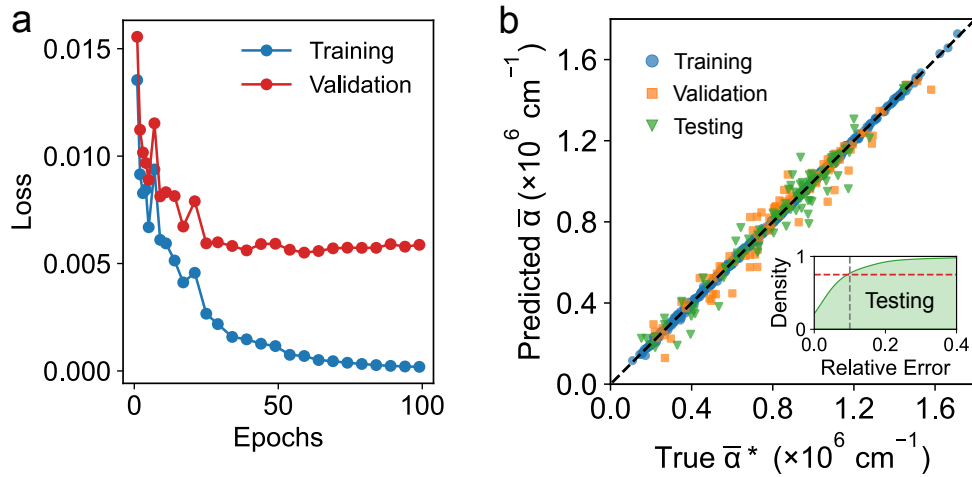 a
Loss
0.015
0.010
0.005
0.000
Training
Validation
0
50
100
Epochs
b
Predicted α̅ (×10⁶ cm⁻¹)
1.6
1.2
0.8
0.4
0.0
Training
Validation
Testing
Density
1
0
Testing
0.0
0.2
0.4
Relative Error
0.0
0.4
0.8
1.2
1.6
True α̅ * (×10⁶ cm⁻¹)